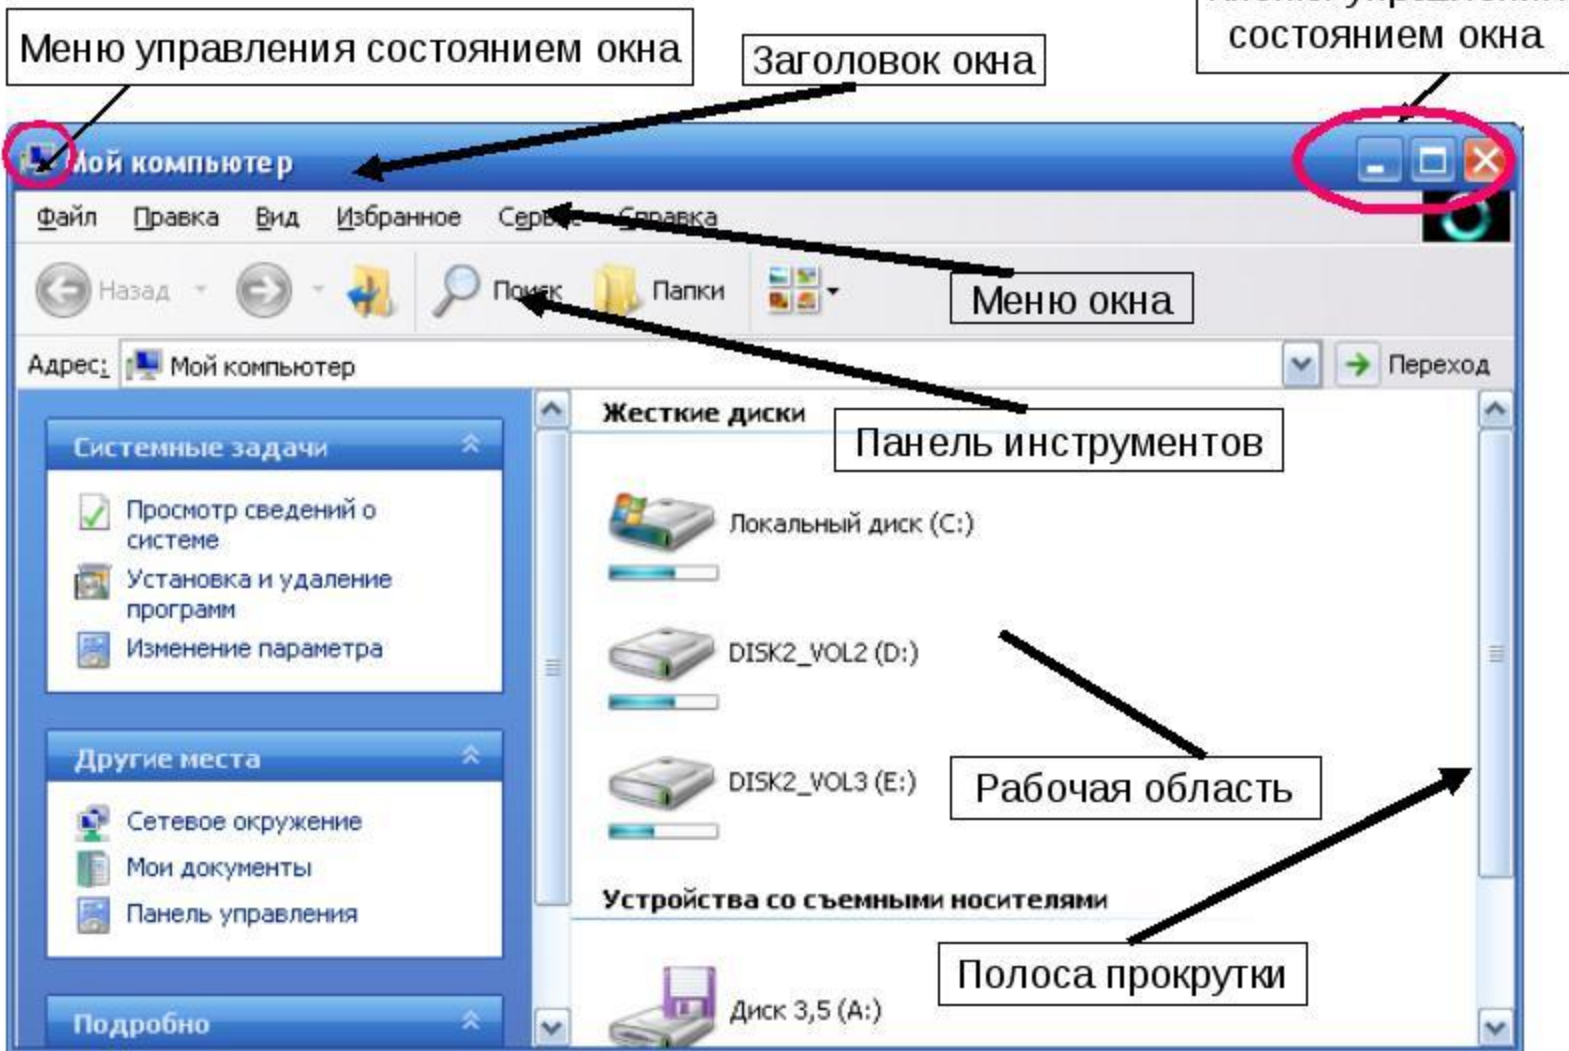 Меню управления состоянием окна
Заголовок окна
управления
состоянием окна
Мой компьютер
Файл Правка Вид Избранное Сервис Справка
Назад Поиск Папки
Меню окна
Адрес: Мой компьютер Переход
Системные задачи
Просмотр сведений о
системе
Установка и удаление
программ
Изменение параметра
Другие места
Сетевое окружение
Мои документы
Панель управления
Подробно
Жесткие диски
Панель инструментов
Локальный диск (C:)
DISK2_VOL2 (D:)
DISK2_VOL3 (E:)
Рабочая область
Устройства со съемными носителями
Полоса прокрутки
Диск 3,5 (A:)